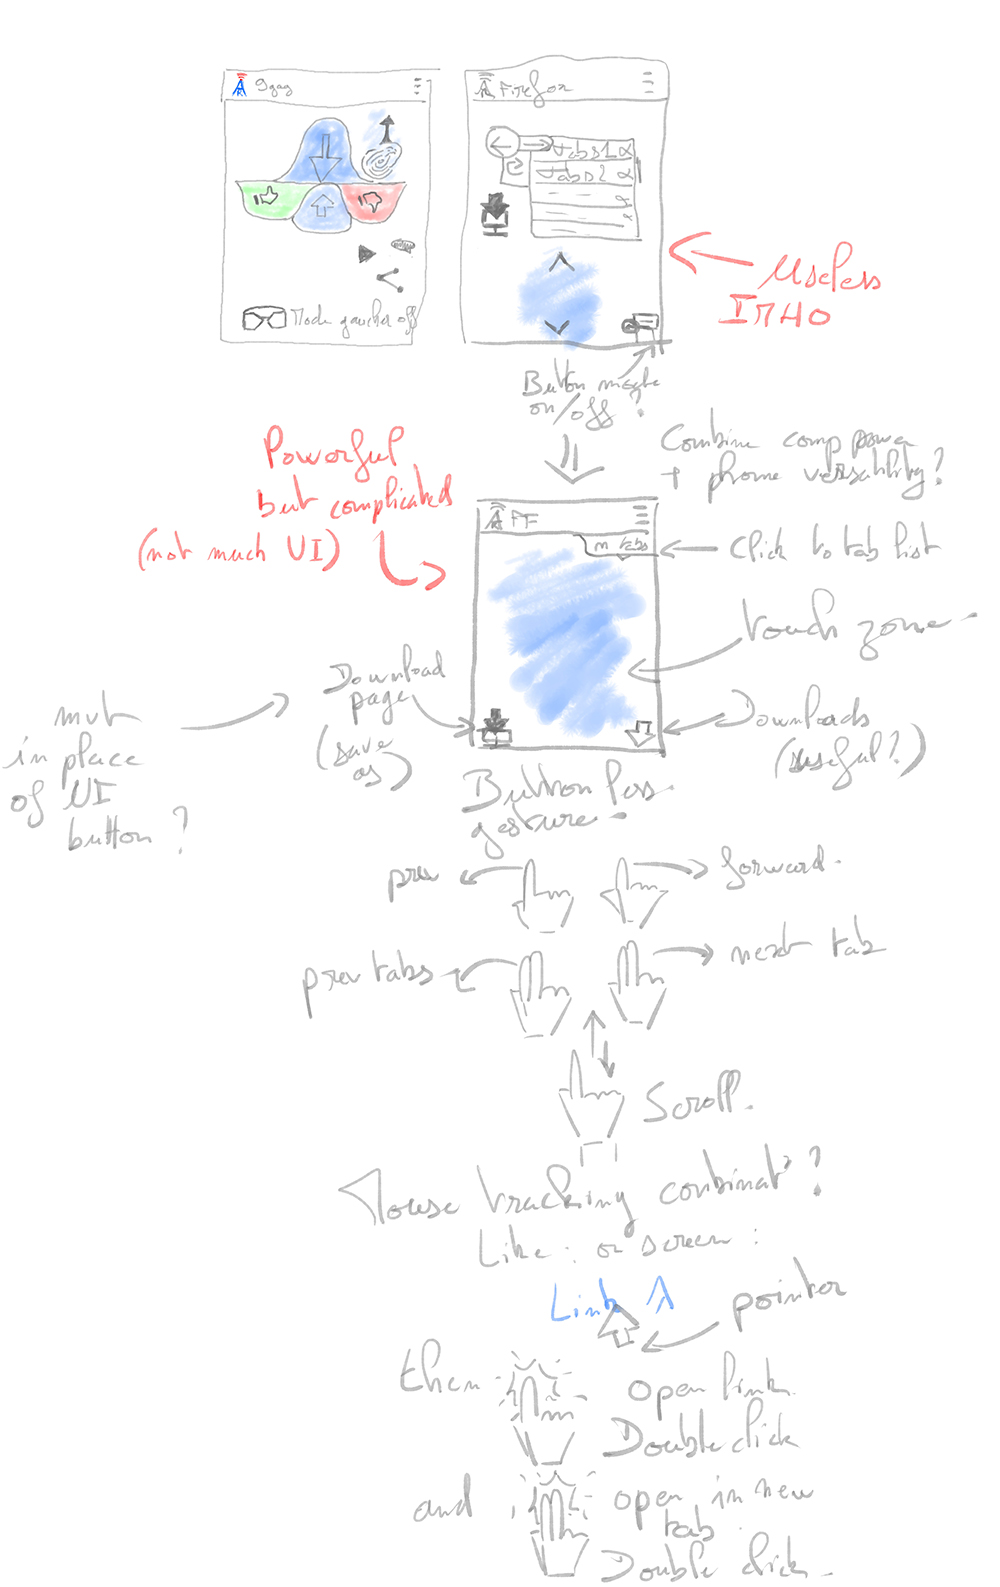 9gag
Firefox
Tabs 1 x
Tabs 2 x
Mode gaucher off
Useless
IMHO
Button maybe
on/off ?
Powerful
but complicated
(not much UI)
Combine comp power
+ phone versatility ?
FF
m tabs
Click to tab list
touch zone
Download
page
(save
as)
Downloads
(useful ?)
mvt
in place
of UI
button ?
Button less
gesture
prev
forward
prev tabs
next tab
Scroll.
Mouse tracking combinat° ?
Like : on screen :
Link 1
pointer
then
open link
Double click
and
open in new
tab
Double click